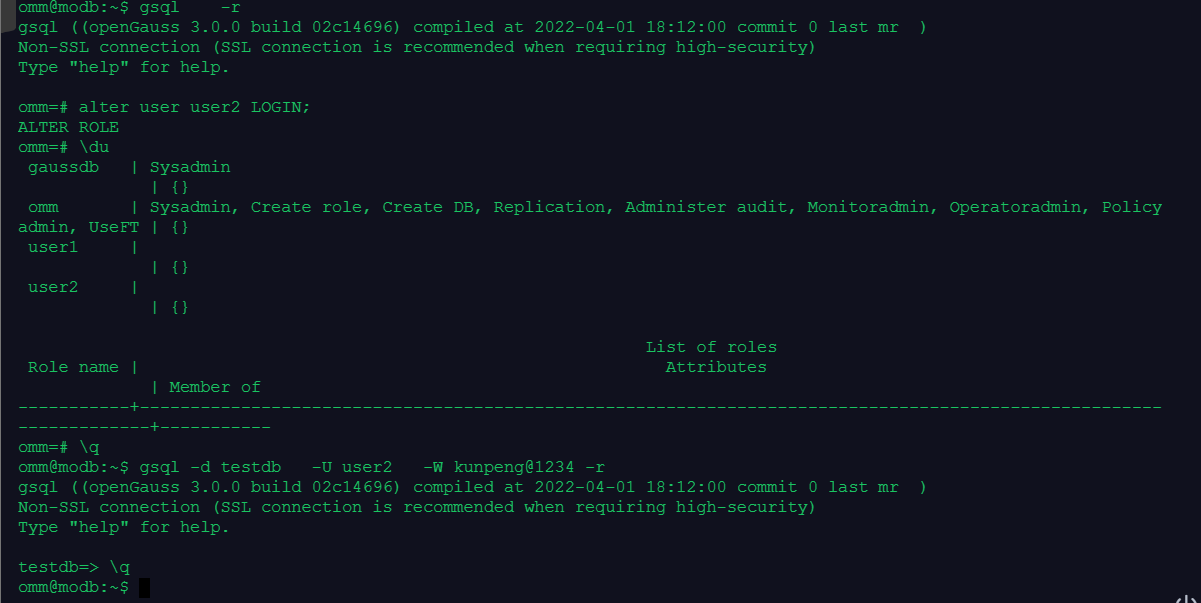 omm@modb:~$ gsql    -r
gsql ((openGauss 3.0.0 build 02c14696) compiled at 2022-04-01 18:12:00 commit 0 last mr  )
Non-SSL connection (SSL connection is recommended when requiring high-security)
Type "help" for help.

omm=# alter user user2 LOGIN;
ALTER ROLE
omm=# \du
 gaussdb   | Sysadmin
             | {}
 omm       | Sysadmin, Create role, Create DB, Replication, Administer audit, Monitoradmin, Operatoradmin, Policy
admin, UseFT | {}
 user1     |
             | {}
 user2     |
             | {}

                                                              List of roles
 Role name |                                                    Attributes
             | Member of
-----------+-----------------------------------------------------------------------------------------------------
-------------+-----------
omm=# \q
omm@modb:~$ gsql -d testdb   -U user2   -W kunpeng@1234 -r
gsql ((openGauss 3.0.0 build 02c14696) compiled at 2022-04-01 18:12:00 commit 0 last mr  )
Non-SSL connection (SSL connection is recommended when requiring high-security)
Type "help" for help.

testdb=> \q
omm@modb:~$